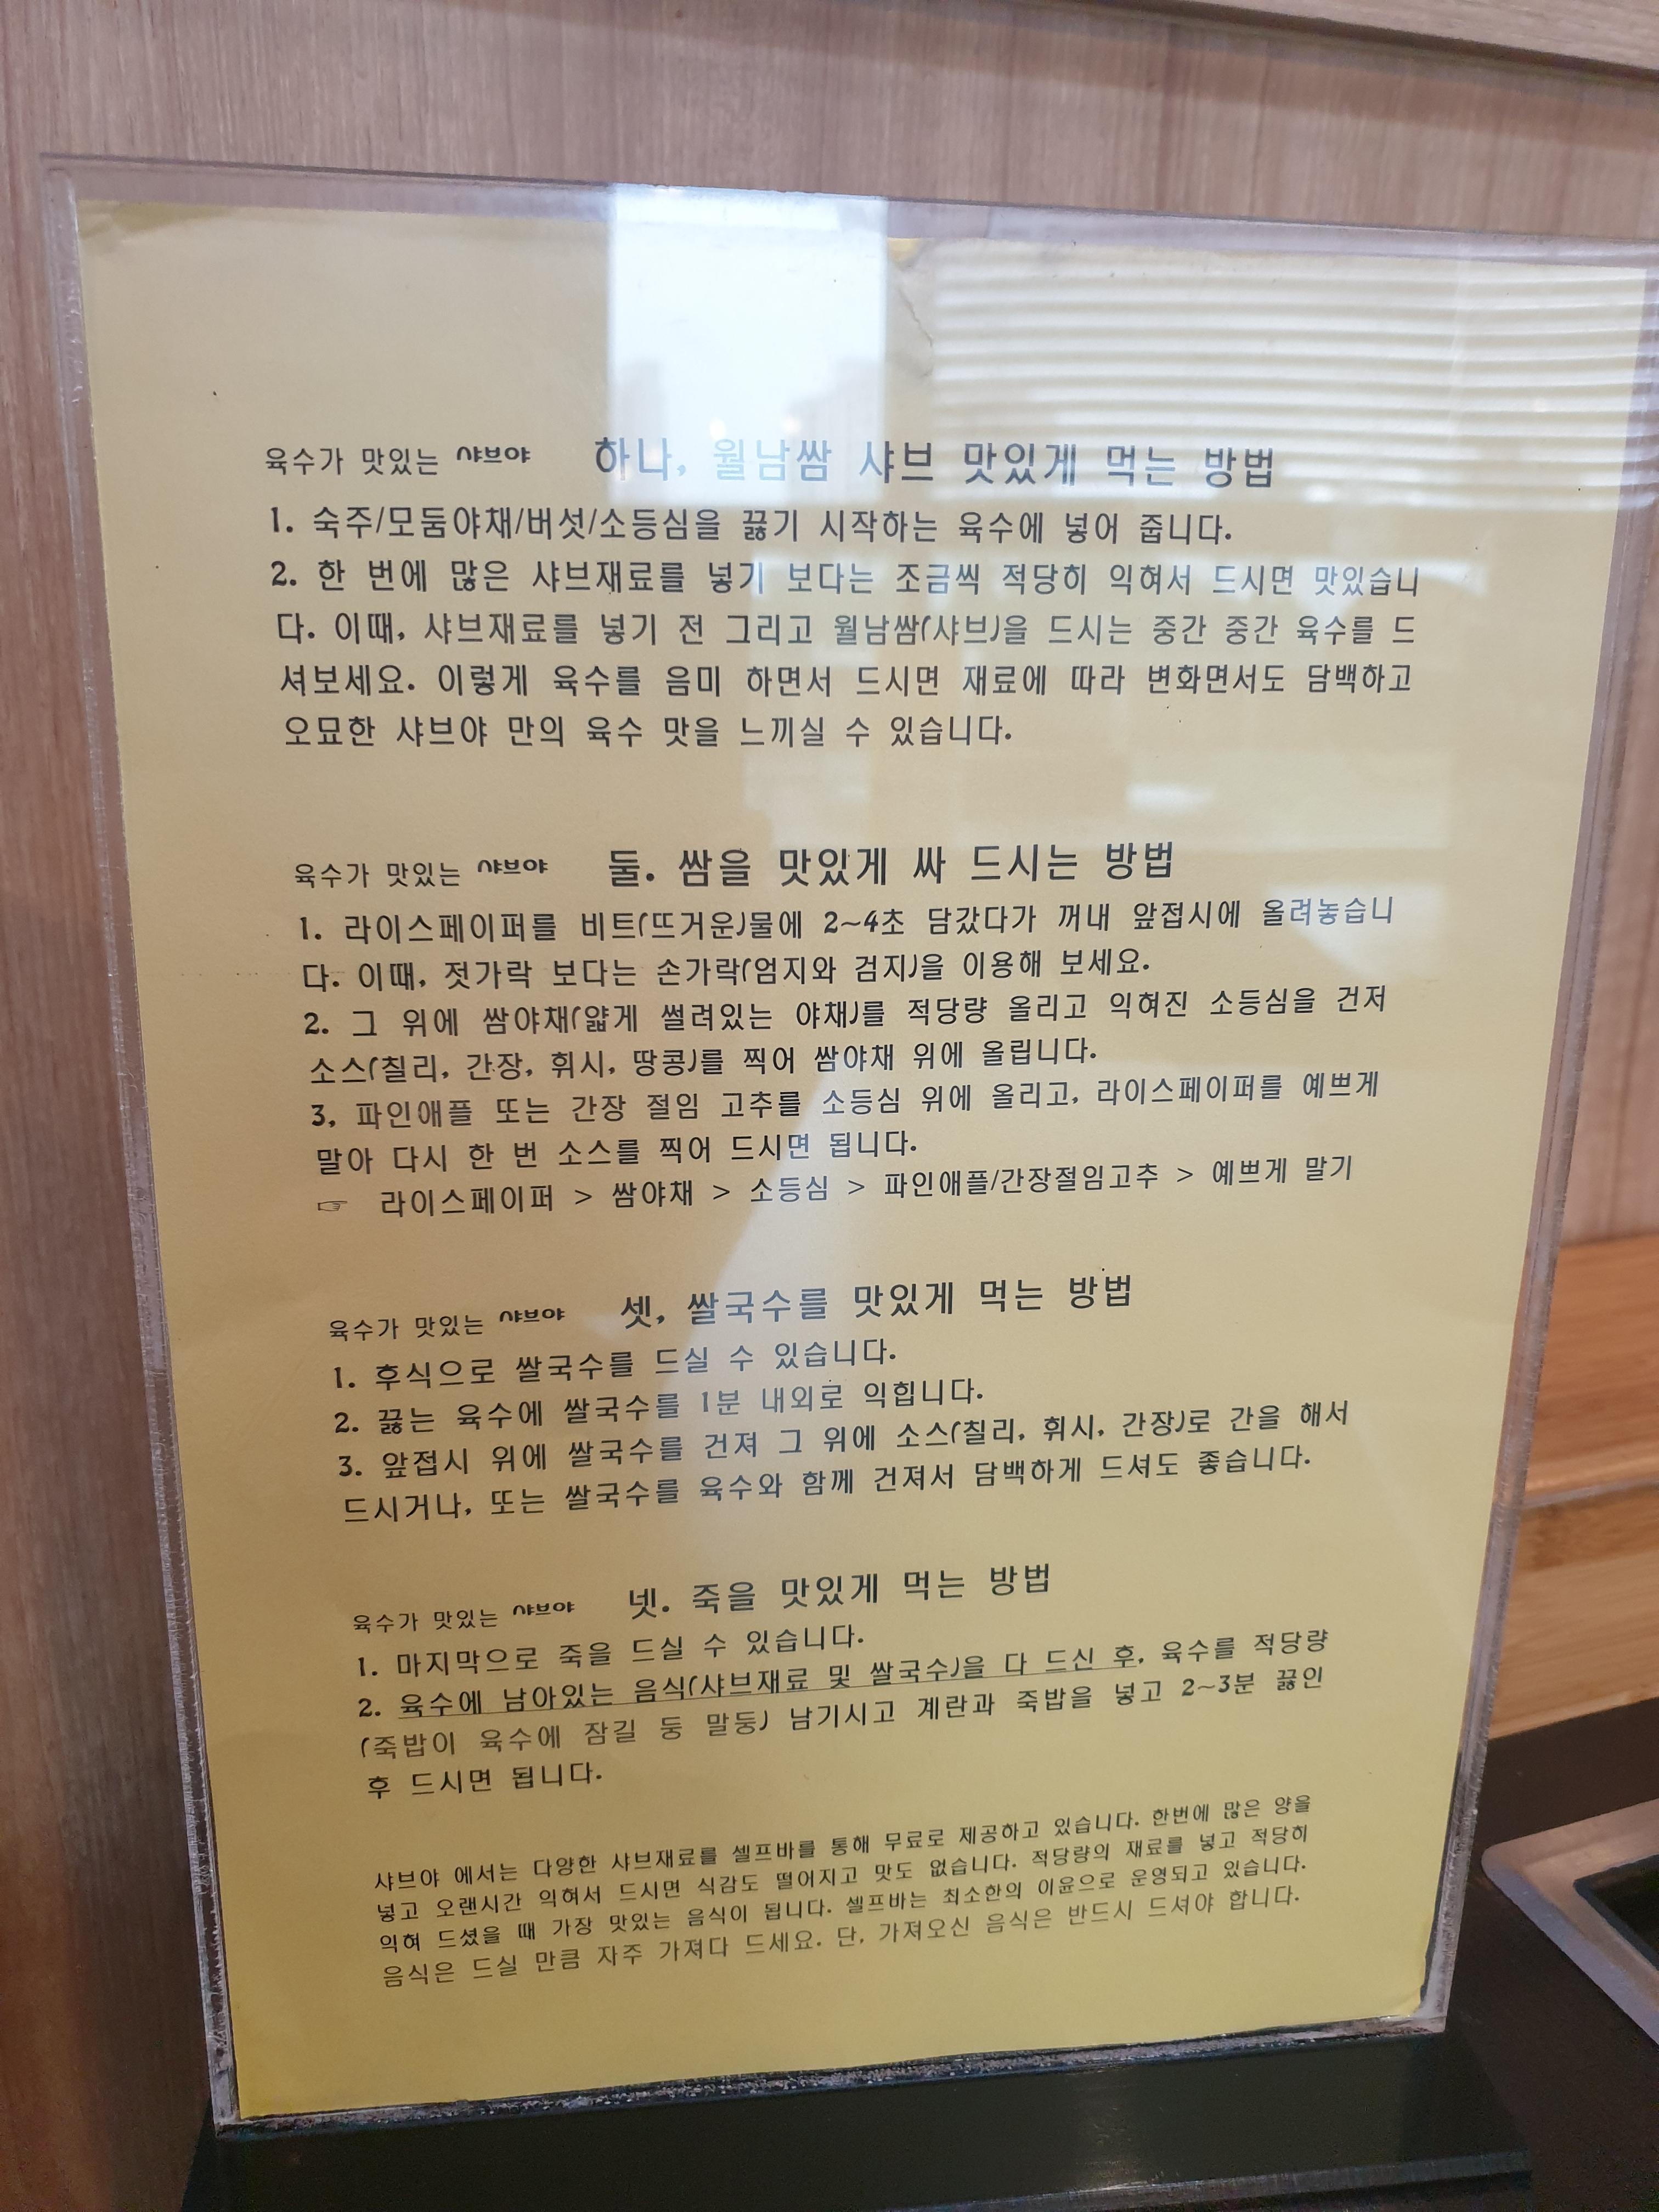 육수가 맛있는 샤브야 하나, 월남쌈 샤브 맛있게 먹는 방법
1. 숙주/모둠야채/버섯/소등심을 끓기 시작하는 육수에 넣어 줍니다.
2. 한 번에 많은 샤브재료를 넣기 보다는 조금씩 적당히 익혀서 드시면 맛있습니
다. 이때, 샤브재료를 넣기 전 그리고 월남쌈(샤브)을 드시는 중간 중간 육수를 드
셔보세요. 이렇게 육수를 음미 하면서 드시면 재료에 따라 변화면서도 담백하고
오묘한 샤브야 만의 육수 맛을 느끼실 수 있습니다.
육수가 맛있는 샤브야 둘. 쌈을 맛있게 싸 드시는 방법
1. 라이스페이퍼를 비트(뜨거운)물에 2~4초 담갔다가 꺼내 앞접시에 올려놓습니
다. 이때, 젓가락 보다는 손가락(엄지와 검지)을 이용해 보세요.
2. 그 위에 쌈야채(얇게 썰려있는 야채)를 적당량 올리고 익혀진 소등심을 건져
소스(칠리, 간장, 휘시, 땅콩)를 찍어 쌈야채 위에 올립니다.
3, 파인애플 또는 간장 절임 고추를 소등심 위에 올리고, 라이스페이퍼를 예쁘게
말아 다시 한 번 소스를 찍어 드시면 됩니다.
☞ 라이스페이퍼 > 쌈야채 > 소등심 > 파인애플/간장절임고추 > 예쁘게 말기
육수가 맛있는 샤브야 셋, 쌀국수를 맛있게 먹는 방법
1. 후식으로 쌀국수를 드실 수 있습니다.
2. 끓는 육수에 쌀국수를 1분 내외로 익힙니다.
3. 앞접시 위에 쌀국수를 건져 그 위에 소스(칠리, 휘시, 간장)로 간을 해서
드시거나, 또는 쌀국수를 육수와 함께 건져서 담백하게 드셔도 좋습니다.
육수가 맛있는 샤브야 넷. 죽을 맛있게 먹는 방법
1. 마지막으로 죽을 드실 수 있습니다.
2. 육수에 남아있는 음식(샤브재료 및 쌀국수)을 다 드신 후, 육수를 적당량
(죽밥이 육수에 잠길 둥 말둥) 남기시고 계란과 죽밥을 넣고 2~3분 끓인
후 드시면 됩니다.
샤브야 에서는 다양한 샤브재료를 셀프바를 통해 무료로 제공하고 있습니다. 한번에 많은 양을
넣고 오랜시간 익혀서 드시면 식감도 떨어지고 맛도 없습니다. 적당량의 재료를 넣고 적당히
익혀 드셨을 때 가장 맛있는 음식이 됩니다. 셀프바는 최소한의 이윤으로 운영되고 있습니다.
음식은 드실 만큼 자주 가져다 드세요. 단, 가져오신 음식은 반드시 드셔야 합니다.